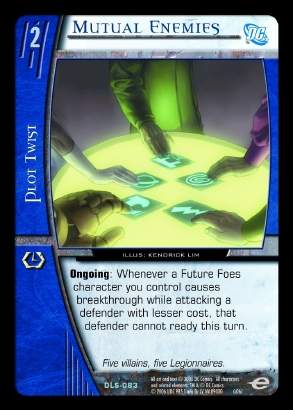 2
MUTUAL ENEMIES
DC
PLOT TWIST
ILLUS: KENDRICK LIM
Ongoing: Whenever a Future Foes
character you control causes
breakthrough while attacking a
defender with lesser cost, that
defender cannot ready this turn.
Five villains, five Legionnaires.
DLS-083